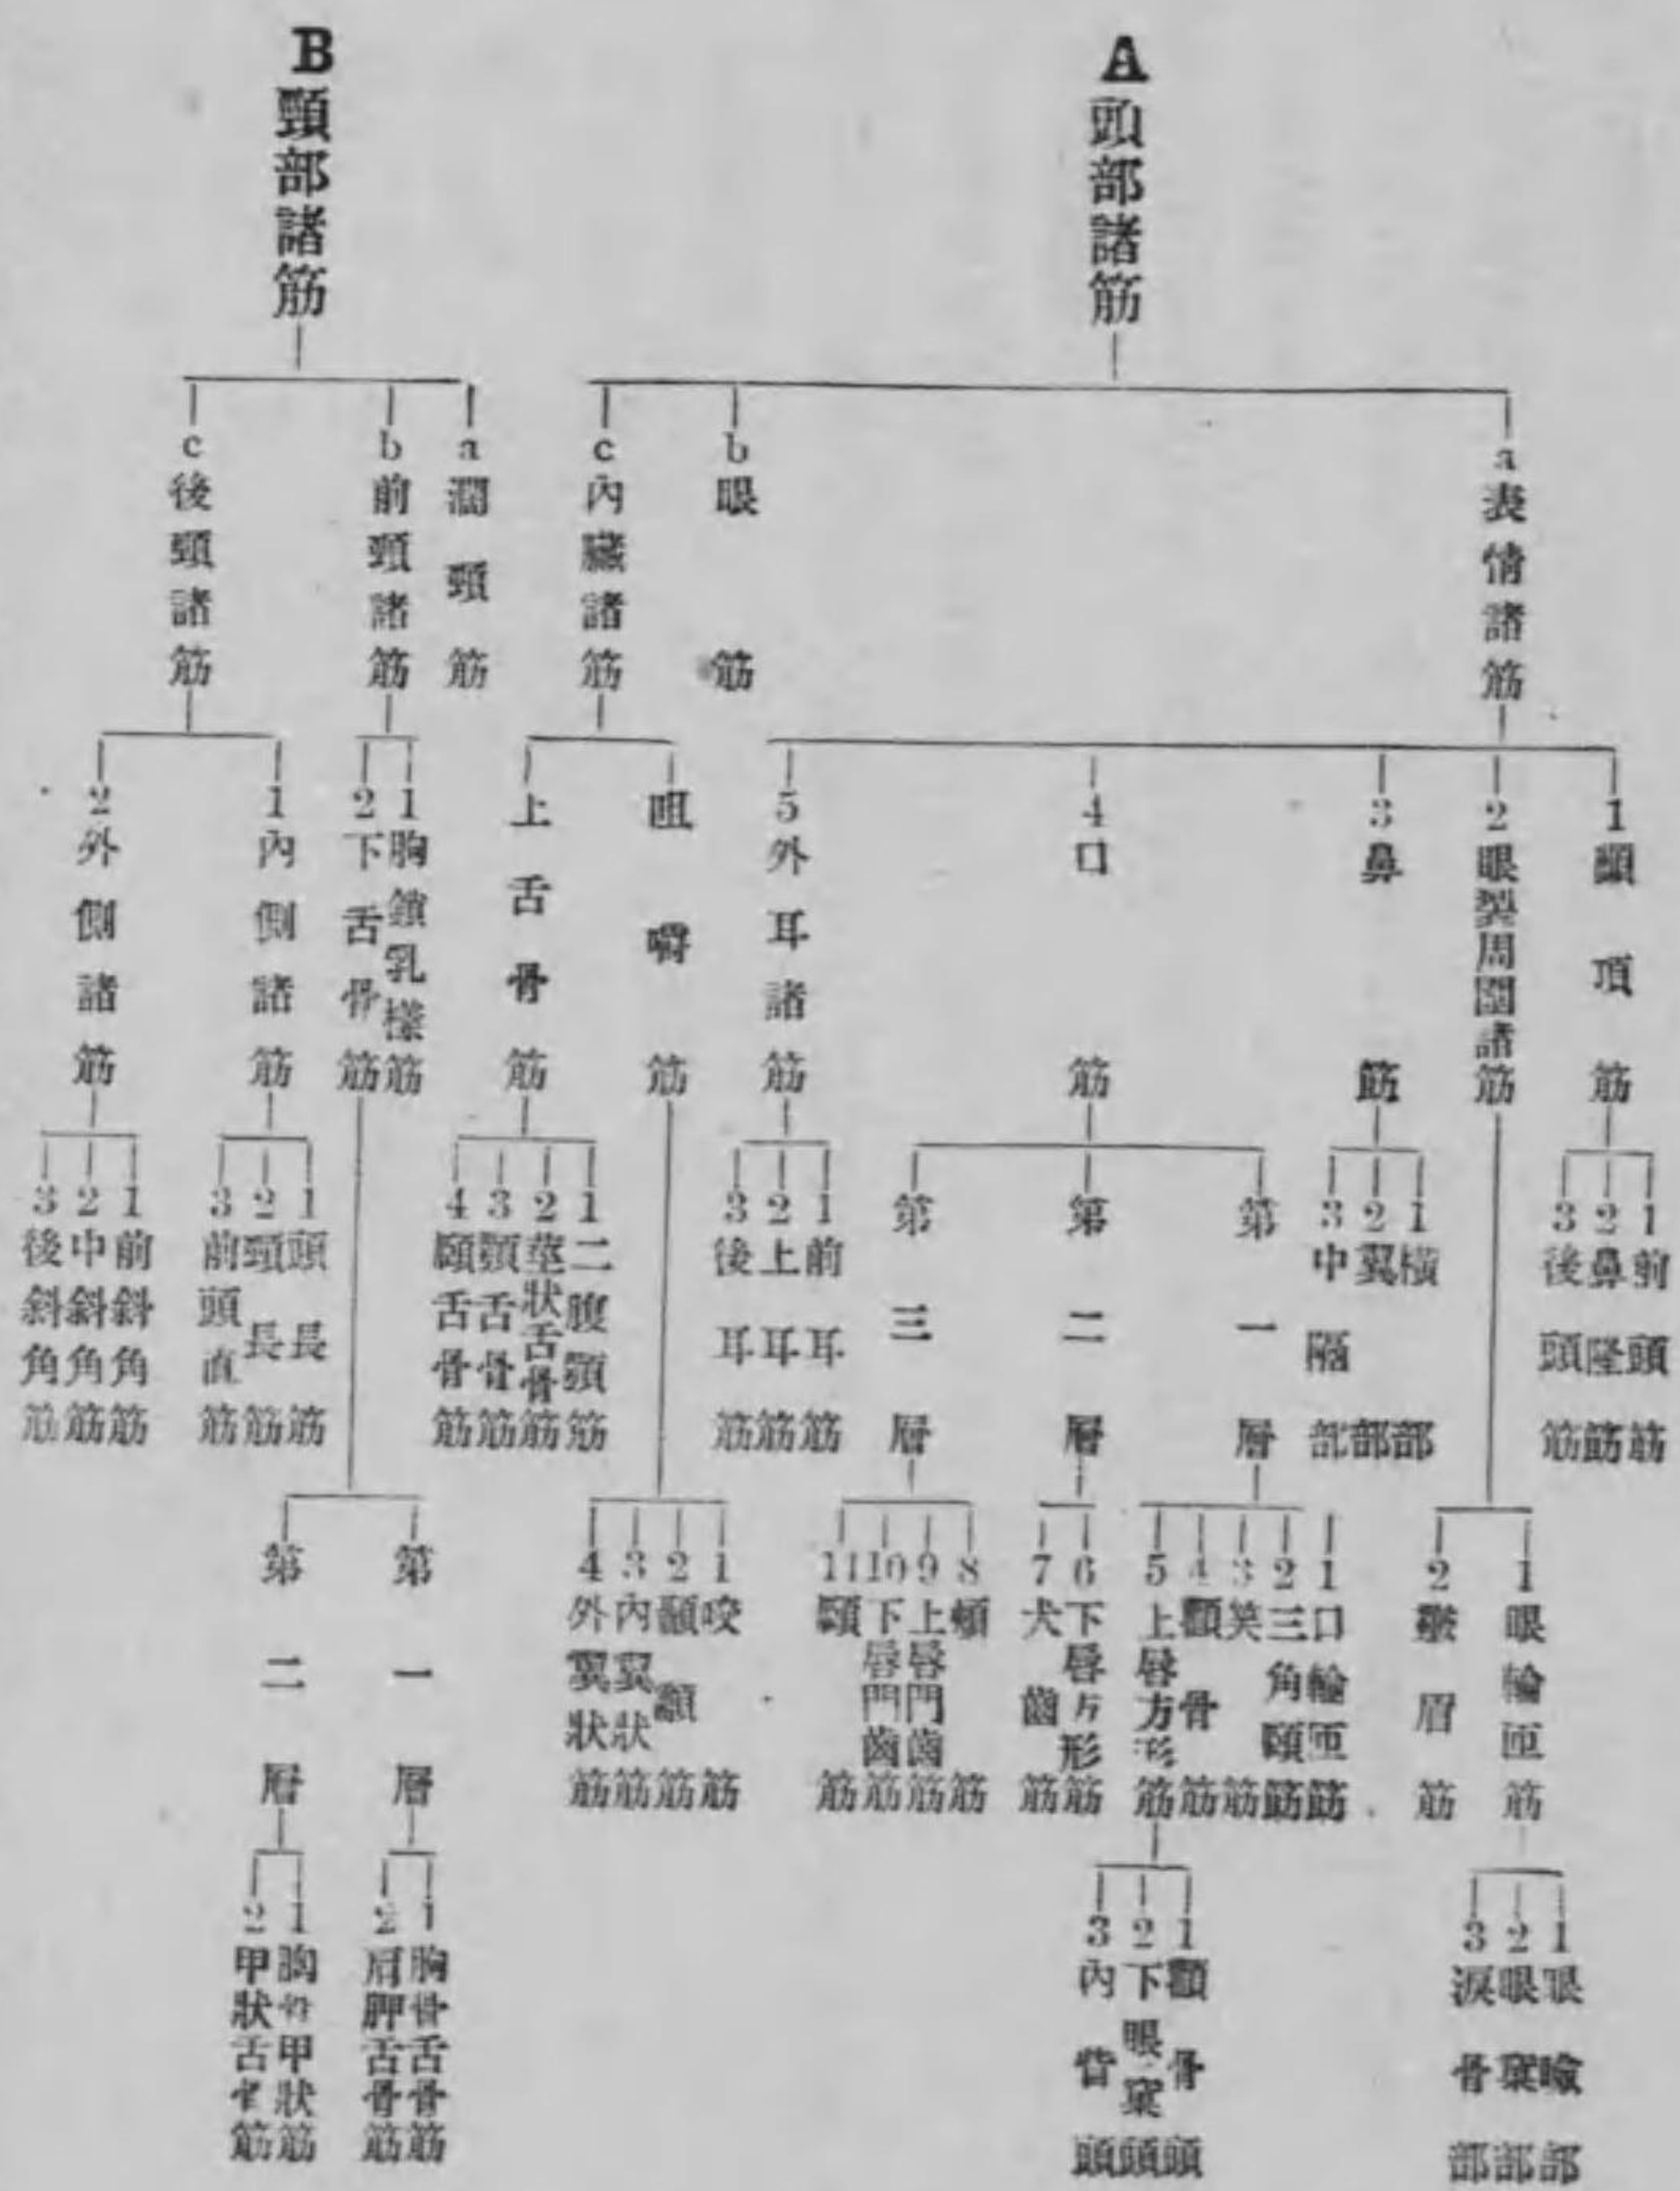 A 頭部諸筋
a 表情諸筋
1 顱頂筋
1 前頭筋
2 鼻隆筋
3 後頭筋
2 眼裂周圍諸筋
1 眼輪匝筋
1 眼瞼部
2 眼窠部
3 淚骨部
2 皺眉筋
3 鼻筋
1 橫部
2 翼部
3 中隔部
4 口筋
第一層
1 口輪匝筋
2 三角頤筋
3 笑筋
4 顴骨筋
5 上唇方形筋
1 顴骨頭
2 下眼窠頭
3 內眥頭
第二層
6 下唇方形筋
7 犬齒筋
第三層
8 頰筋
9 上唇門齒筋
10 下唇門齒筋
11 頤筋
5 外耳諸筋
1 前耳筋
2 上耳筋
3 後耳筋
b 眼筋
c 內臟諸筋
咀嚼筋
1 咬筋
2 顳顬筋
3 內翼狀筋
4 外翼狀筋
上舌骨筋
1 二腹顎筋
2 莖狀舌骨筋
3 顎舌骨筋
4 頤舌骨筋
B 頸部諸筋
a 濶頸筋
b 前頸諸筋
1 胸鎖乳樣筋
2 下舌骨筋
第一層
1 胸骨舌骨筋
2 肩胛舌骨筋
第二層
1 胸骨甲狀筋
2 甲狀舌骨筋
c 後頸諸筋
1 內側諸筋
1 頭長筋
2 頸長筋
3 前頭直筋
2 外側諸筋
1 前斜角筋
2 中斜角筋
3 後斜角筋